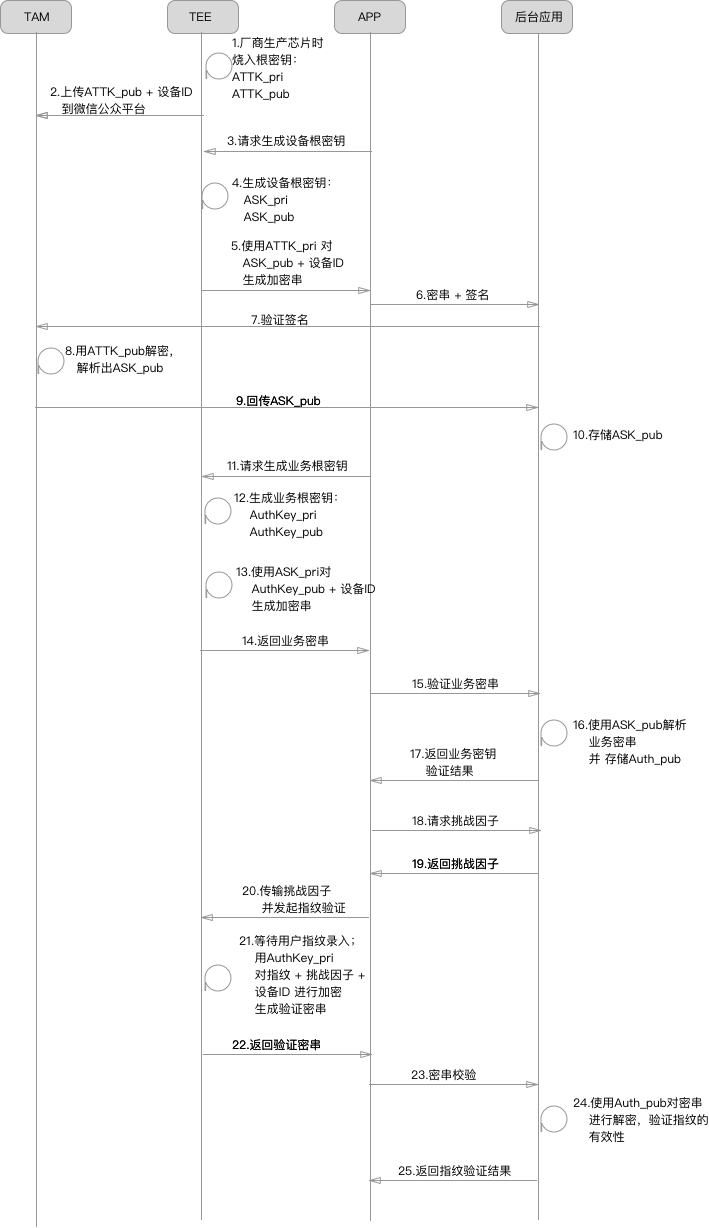 TAM
TEE
APP
后台应用
1.厂商生产芯片时
烧入根密钥：
ATTK_pri
ATTK_pub
2.上传ATTK_pub + 设备ID
到微信公众平台
3.请求生成设备根密钥
4.生成设备根密钥：
ASK_pri
ASK_pub
5.使用ATTK_pri 对
ASK_pub + 设备ID
生成加密串
6.密串 + 签名
7.验证签名
8.用ATTK_pub解密，
解析出ASK_pub
9.回传ASK_pub
10.存储ASK_pub
11.请求生成业务根密钥
12.生成业务根密钥：
AuthKey_pri
AuthKey_pub
13.使用ASK_pri对
AuthKey_pub + 设备ID
生成加密串
14.返回业务密串
15.验证业务密串
16.使用ASK_pub解析
业务密串
并 存储Auth_pub
17.返回业务密钥
验证结果
18.请求挑战因子
19.返回挑战因子
20.传输挑战因子
并发起指纹验证
21.等待用户指纹录入；
用AuthKey_pri
对指纹 + 挑战因子 +
设备ID 进行加密
生成验证密串
22.返回验证密串
23.密串校验
24.使用Auth_pub对密串
进行解密，验证指纹的
有效性
25.返回指纹验证结果